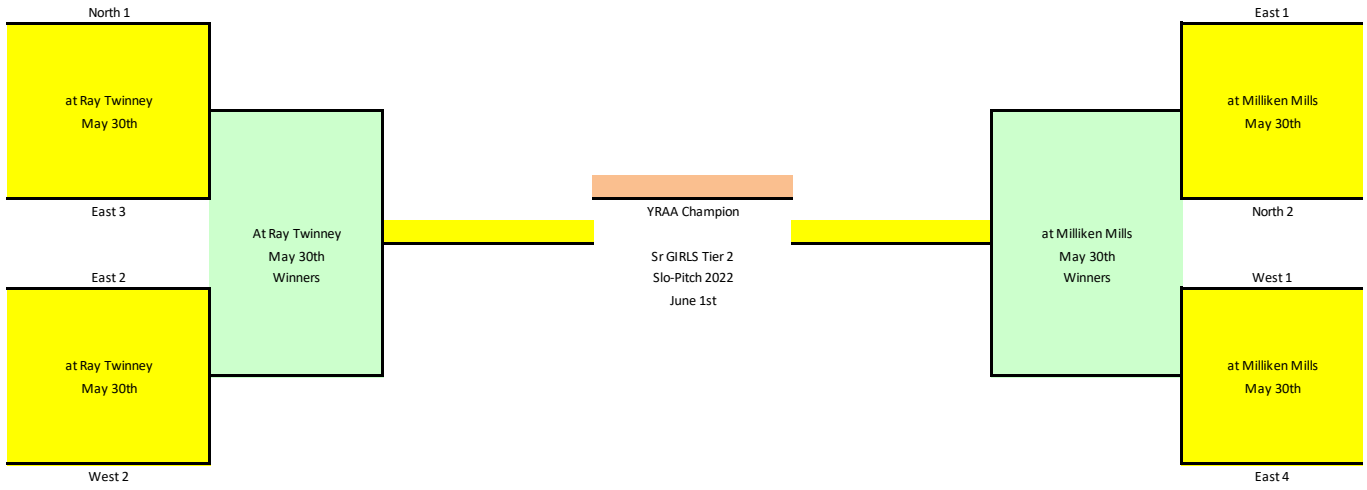 North 1
at Ray Twinney
May 30th
East 3
East 2
at Ray Twinney
May 30th
West 2
At Ray Twinney
May 30th
Winners
YRAA Champion
Sr GIRLS Tier 2
Slo-Pitch 2022
June 1st
at Milliken Mills
May 30th
Winners
East 1
at Milliken Mills
May 30th
North 2
West 1
at Milliken Mills
May 30th
East 4